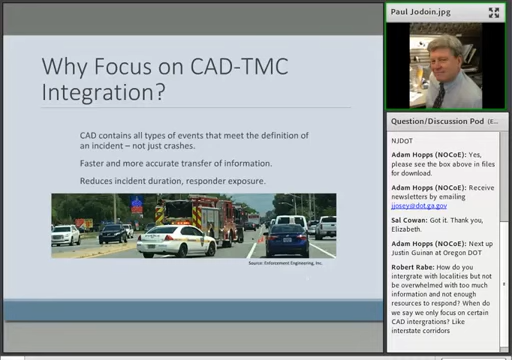 Paul Jodoin.jpg
Why Focus on CAD-TMC
Integration?
CAD contains all types of events that meet the definition of
an incident – not just crashes.
Faster and more accurate transfer of information.
Reduces incident duration, responder exposure.
Source: Enforcement Engineering, Inc.
Question/Discussion Pod (E...
NJDOT
Adam Hopps (NOCoE): Yes,
please see the box above in files
for download.
Adam Hopps (NOCoE): Receive
newsletters by emailing
jjosey@dot.ga.gov
Sal Cowan: Got it. Thank you,
Elizabeth.
Adam Hopps (NOCoE): Next up
Justin Guinan at Oregon DOT
Robert Rabe: How do you
intergrate with localities but not
be overwhelmed with too much
information and not enough
resources to respond? When do
we say we only focus on certain
CAD intergrations? Like
interstate corridors